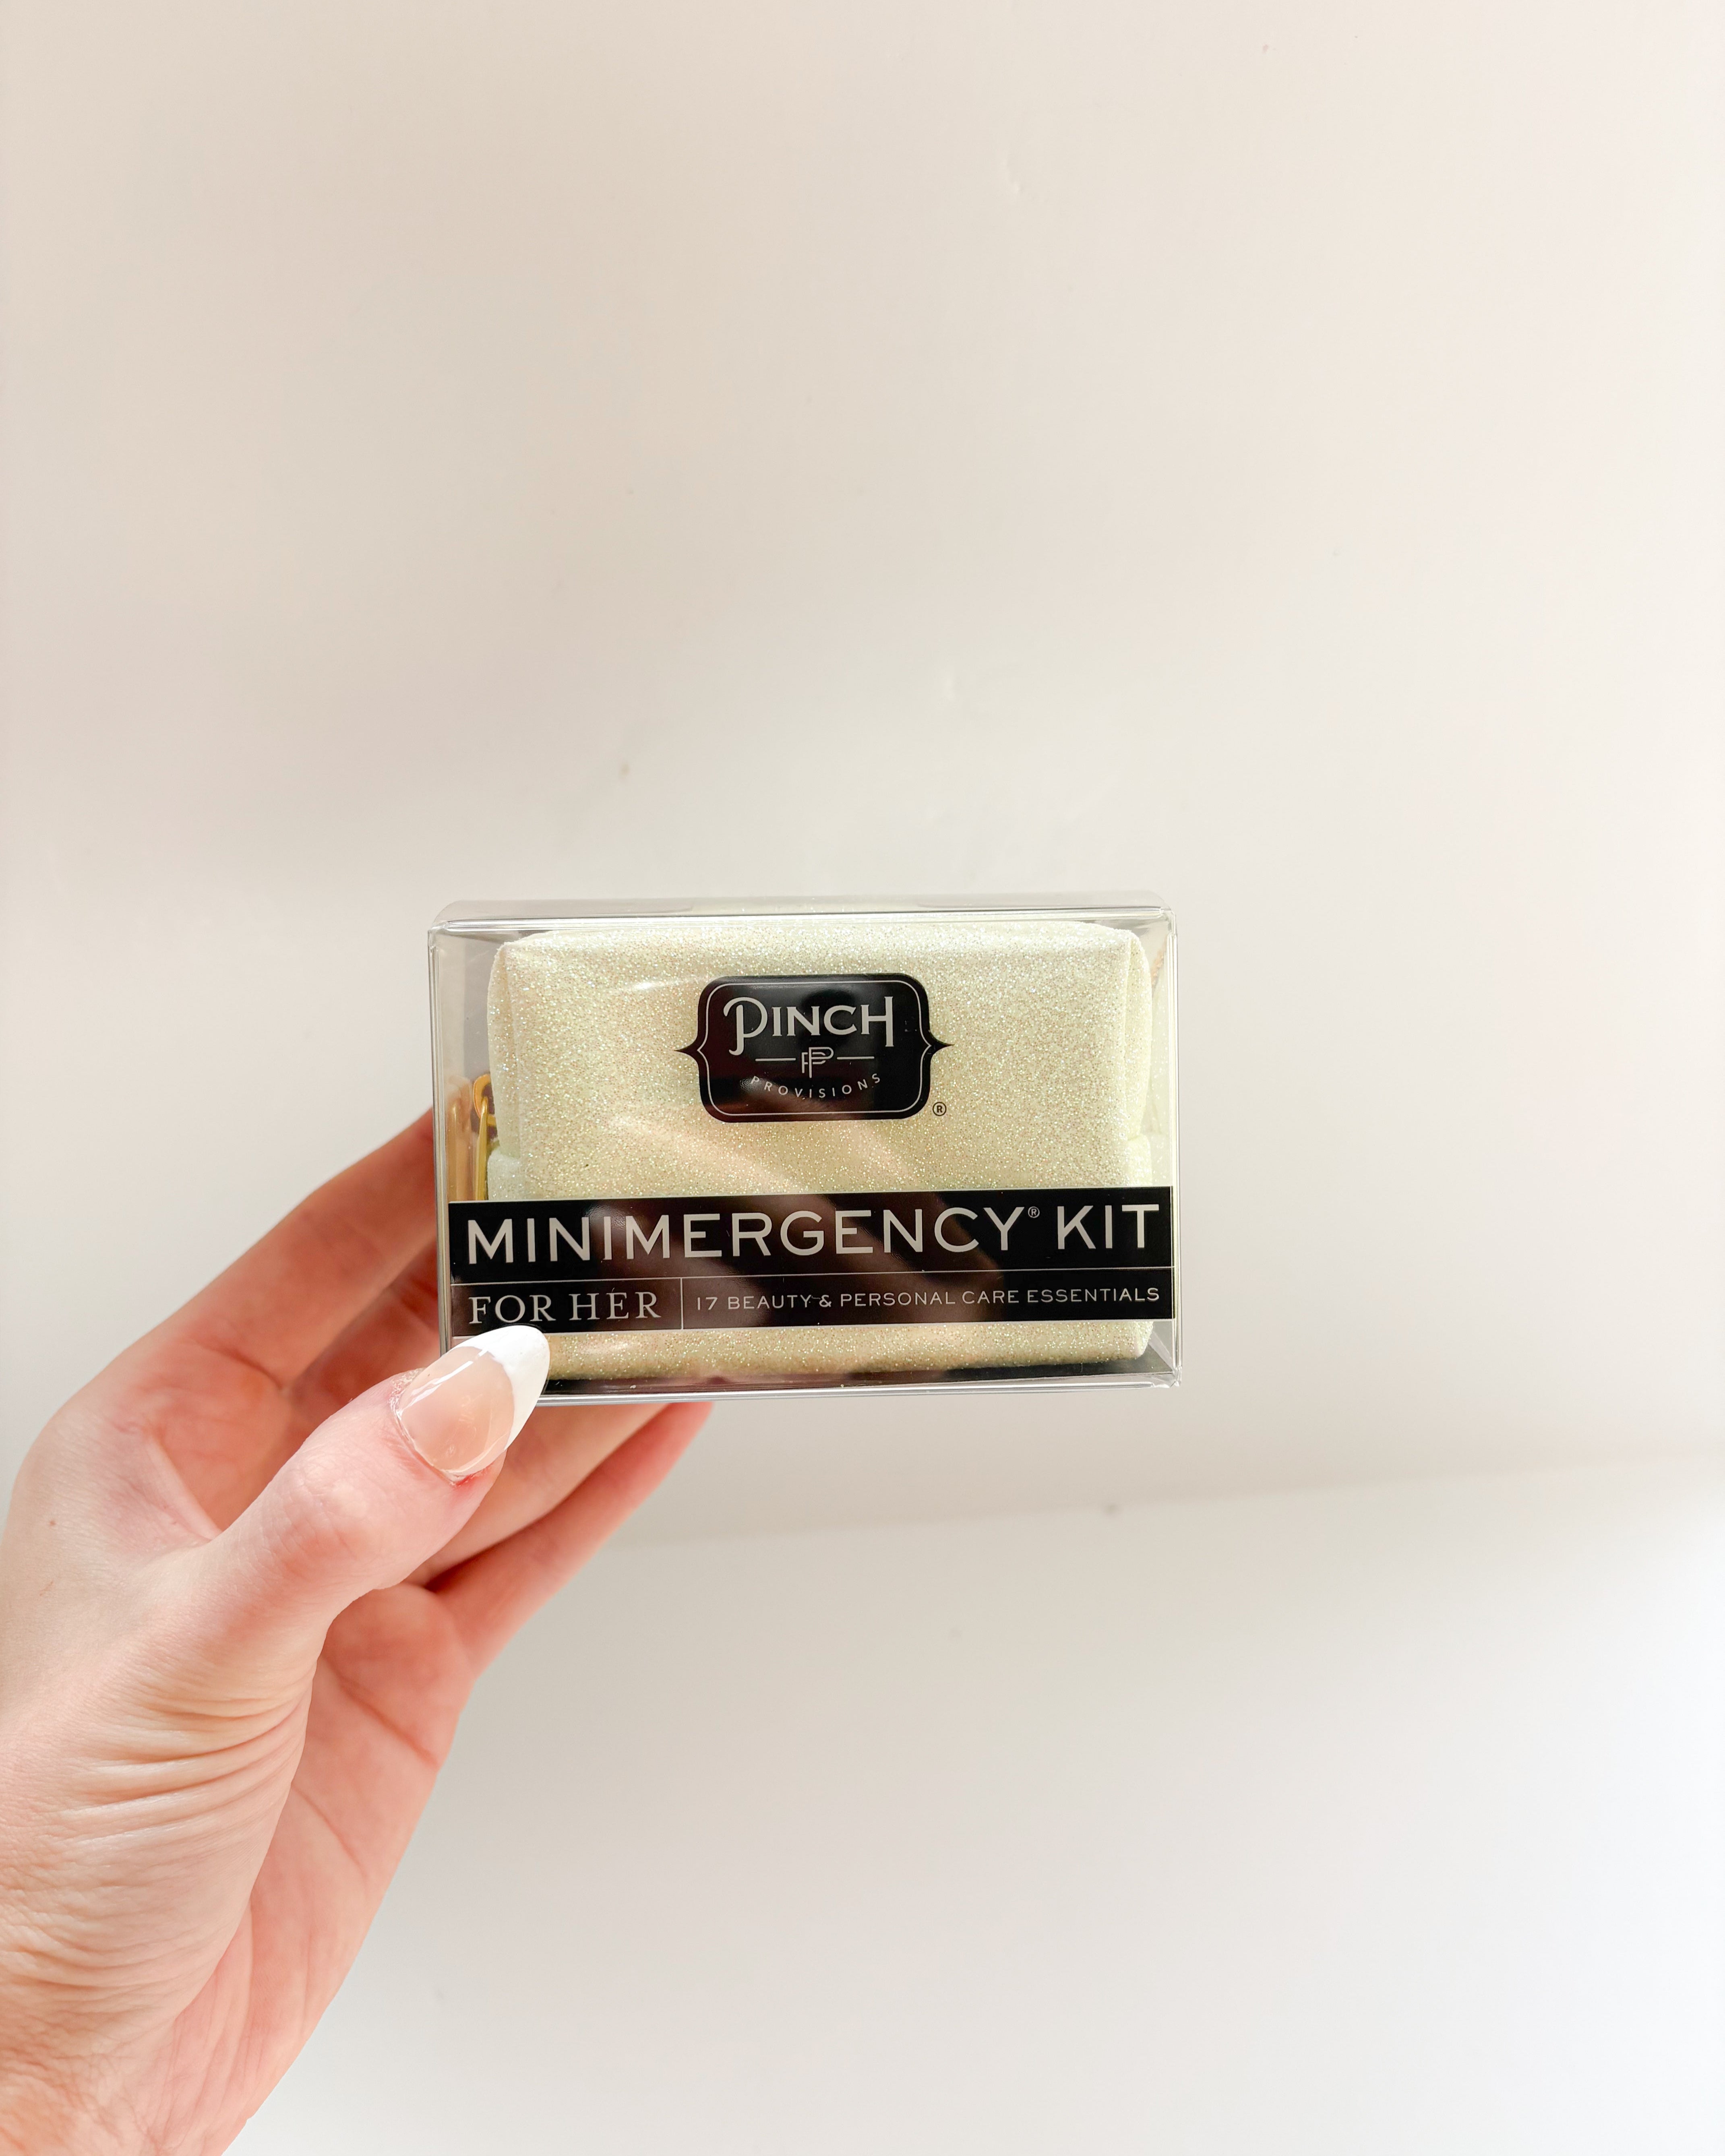 PINCH
PP
PROVISIONS
®
MINIMERGENCY® KIT
FOR HER
17 BEAUTY & PERSONAL CARE ESSENTIALS